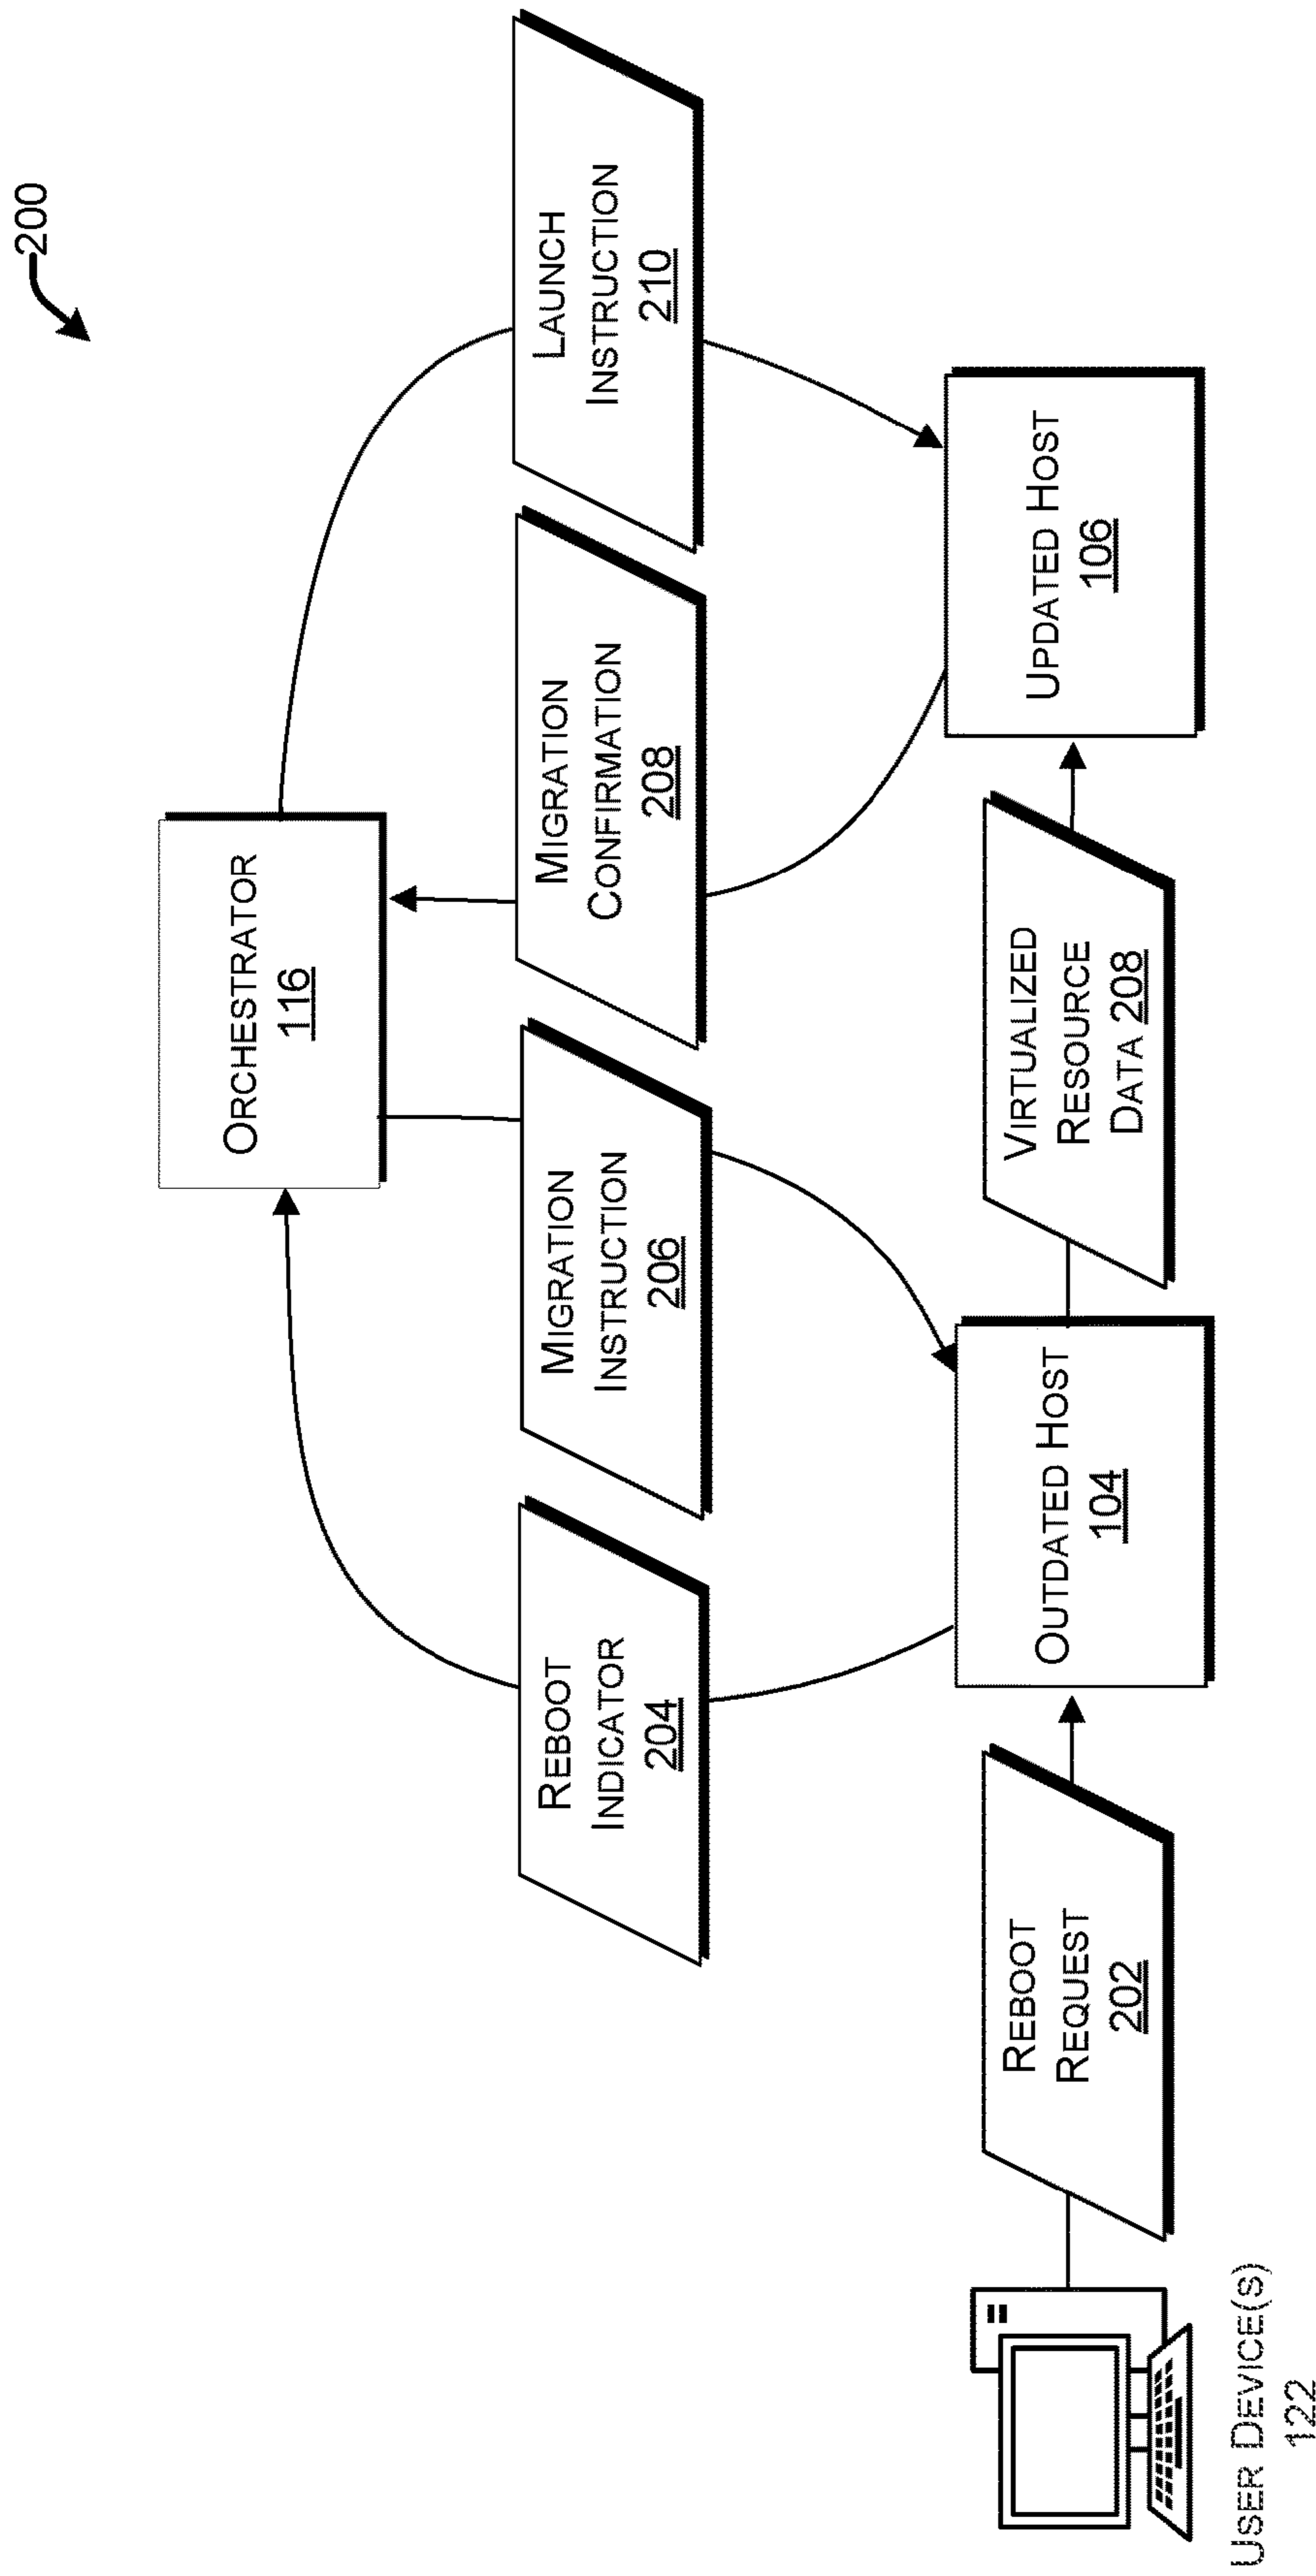 200
ORCHESTRATOR
116
REBOOT
INDICATOR
204
MIGRATION
INSTRUCTION
206
MIGRATION
CONFIRMATION
208
LAUNCH
INSTRUCTION
210
REBOOT
REQUEST
202
OUTDATED HOST
104
VIRTUALIZED
RESOURCE
DATA 208
UPDATED HOST
106
USER DEVICE(S)
122